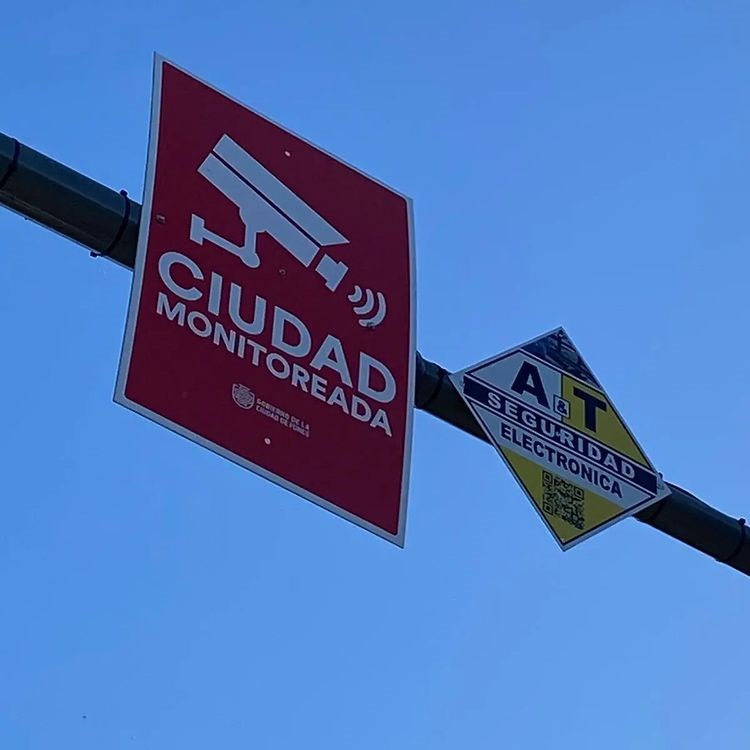 CIUDAD
MONITOREADA
GOBIERNO DE LA
CIUDAD DE FUNES
A & T
SEGURIDAD
ELECTRONICA